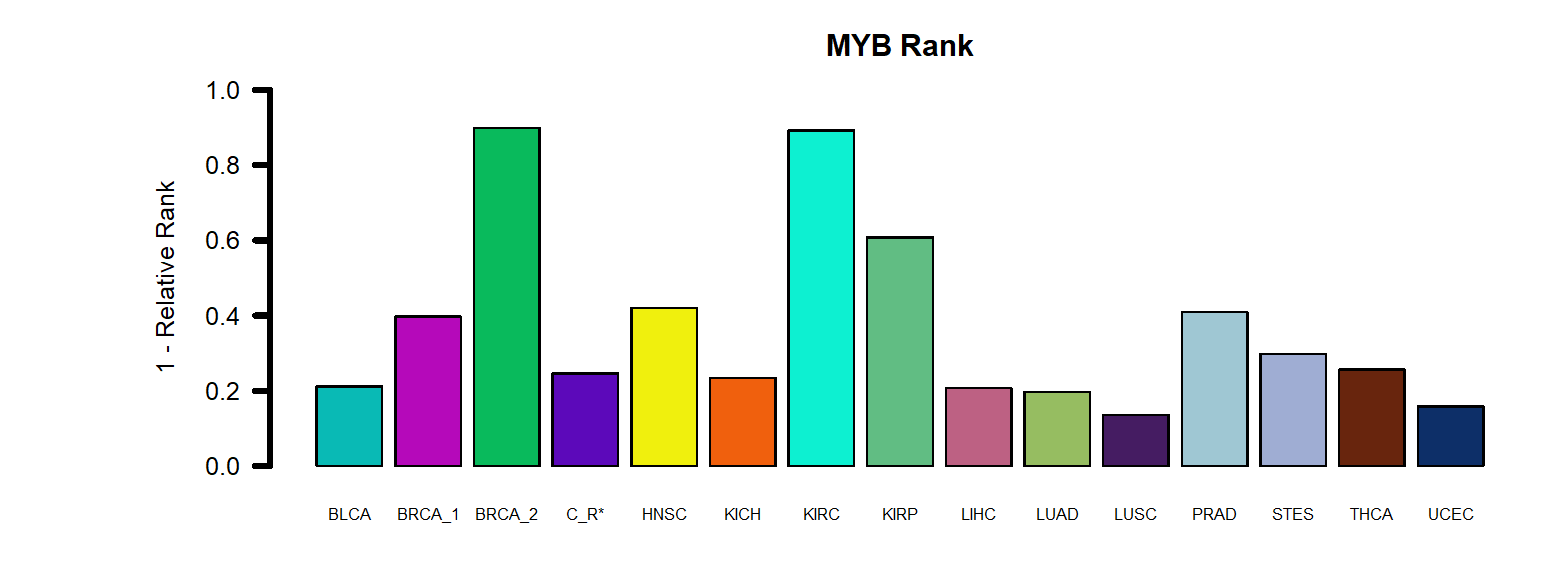 MYB Rank
1 - Relative Rank
1.0
0.8
0.6
0.4
0.2
0.0
BLCA BRCA_1 BRCA_2 C_R* HNSC KICH KIRC KIRP LIHC LUAD LUSC PRAD STES THCA UCEC